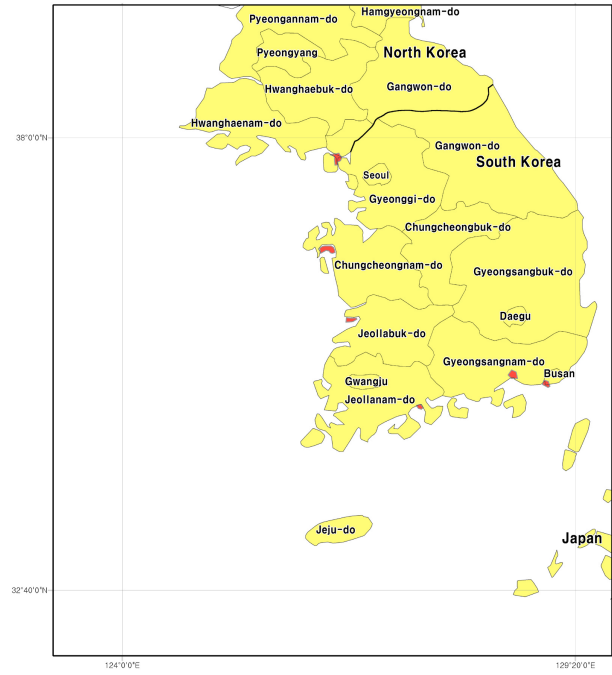 Hamgyeongnam-do
Pyeongannam-do
Pyeongyang
North Korea
Hwanghaebuk-do
Gangwon-do
Hwanghaenam-do
38°0'0"N
Gangwon-do
South Korea
Seoul
Gyeonggi-do
Chungcheongbuk-do
Chungcheongnam-do
Gyeongsangbuk-do
Daegu
Jeollabuk-do
Gyeongsangnam-do
Busan
Gwangju
Jeollanam-do
Jeju-do
Japan
32°40'0"N
124°0'0"E
129°20'0"E